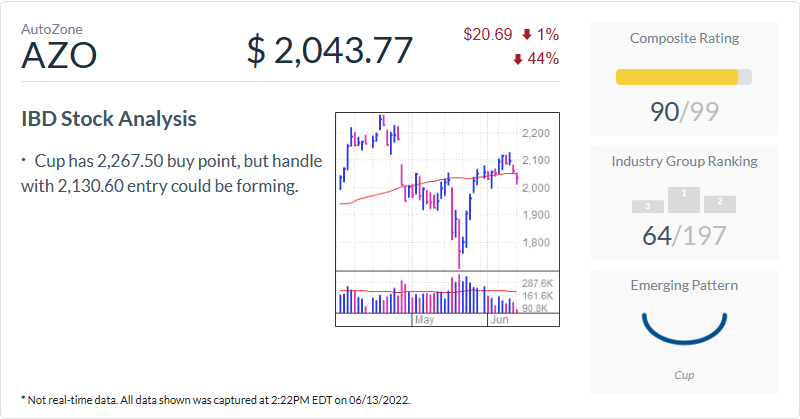 AutoZone
AZO
$ 2,043.77
$20.69 1%
44%
IBD Stock Analysis
• Cup has 2,267.50 buy point, but handle
with 2,130.60 entry could be forming.
2,200
2,100
2,000
1,900
1,800
287.6K
161.6K
90.8K
May
Jun
Composite Rating
90/99
Industry Group Ranking
3
1
2
64/197
Emerging Pattern
Cup
* Not real-time data. All data shown was captured at 2:22PM EDT on 06/13/2022.